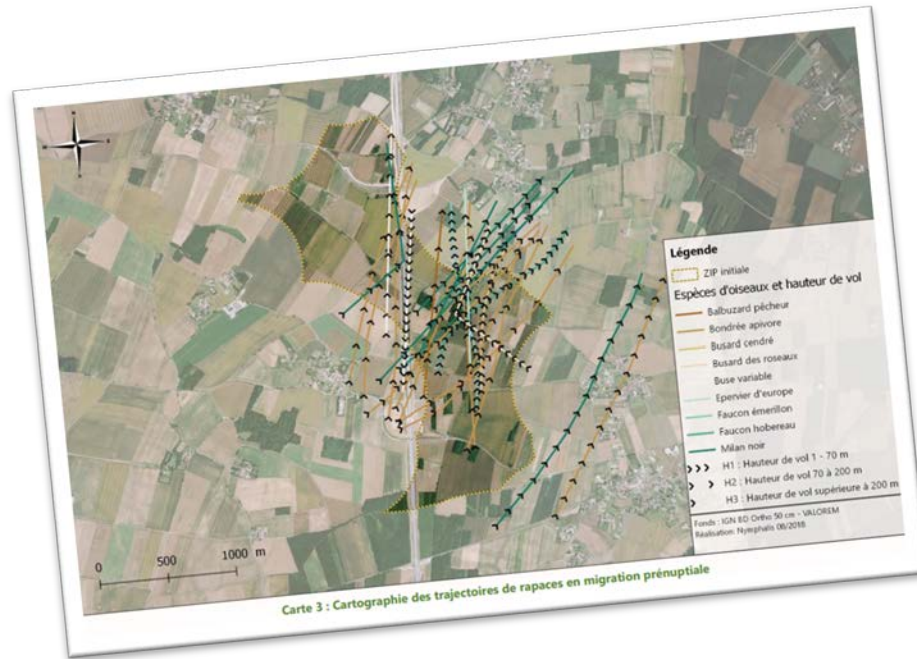 Légende
ZIP initiale
Espèces d'oiseaux et hauteur de vol
Balbuzard pêcheur
Bondrée apivore
Busard cendré
Busard des roseaux
Buse variable
Epervier d'europe
Faucon émerillon
Faucon hobereau
Milan noir
H1 : Hauteur de vol 1 - 70 m
H2 : Hauteur de vol 70 à 200 m
H3 : Hauteur de vol supérieure à 200 m
Fonds : IGN BD Ortho 50 cm - VALOREM
Réalisation: Nymphalis 08/2018
0 500 1000 m
Carte 3 : Cartographie des trajectoires de rapaces en migration prénuptiale